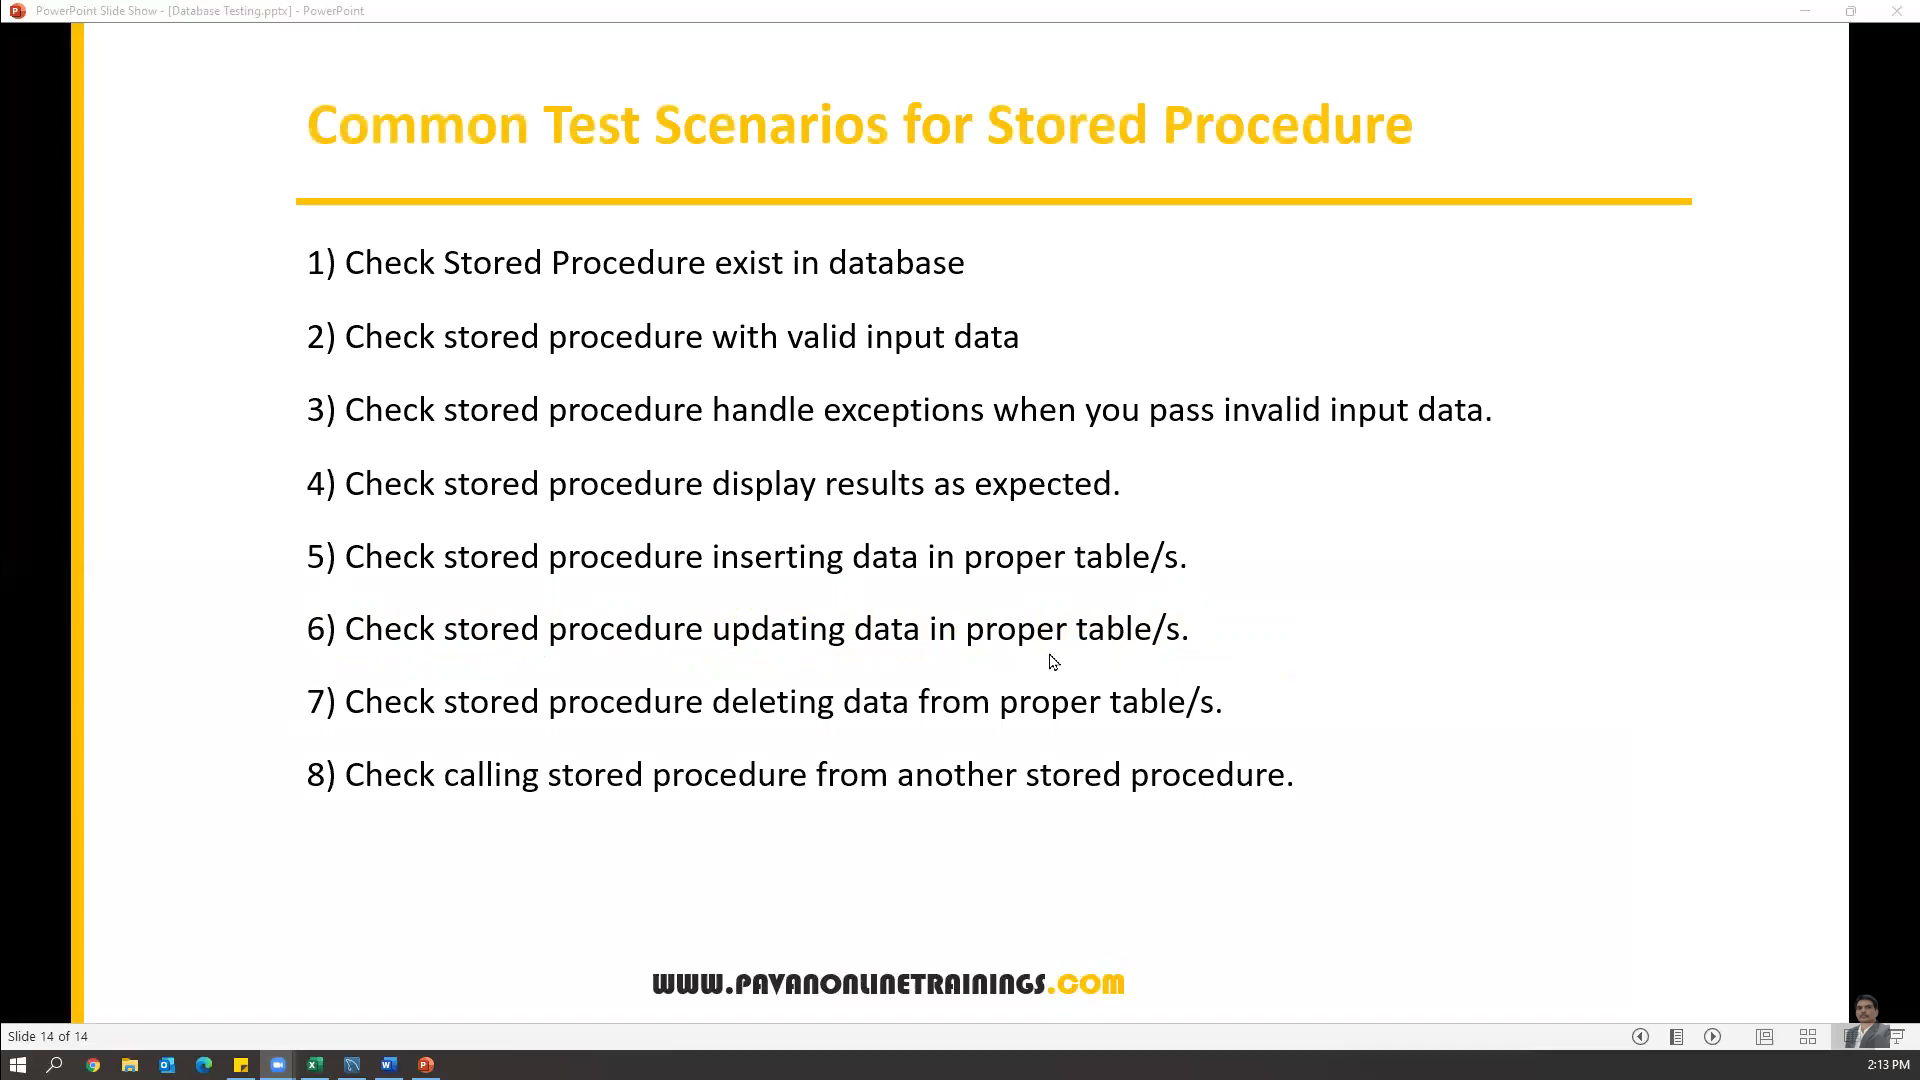 PowerPoint Slide Show - [Database Testing.pptx] - PowerPoint
Common Test Scenarios for Stored Procedure
1) Check Stored Procedure exist in database
2) Check stored procedure with valid input data
3) Check stored procedure handle exceptions when you pass invalid input data.
4) Check stored procedure display results as expected.
5) Check stored procedure inserting data in proper table/s.
6) Check stored procedure updating data in proper table/s.
7) Check stored procedure deleting data from proper table/s.
8) Check calling stored procedure from another stored procedure.
WWW.PAVANONLINETRAININGS.COM
Slide 14 of 14
2:13 PM